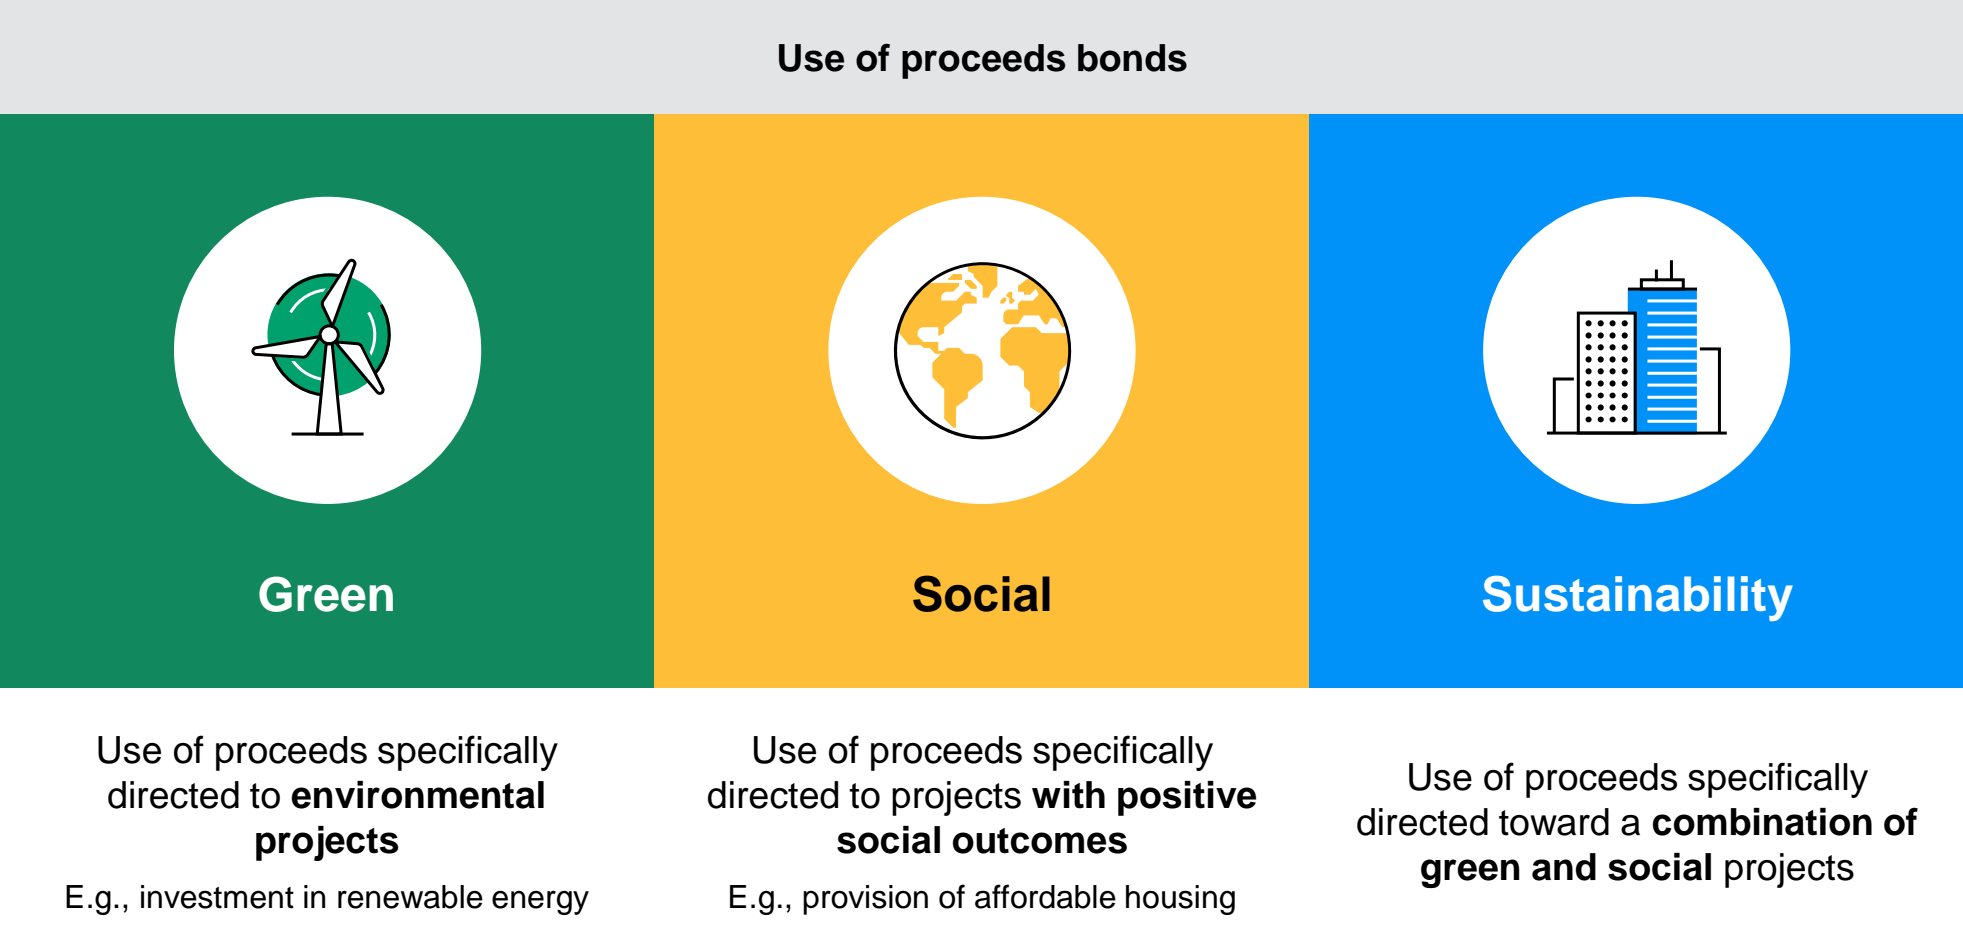 Use of proceeds bonds
Green
Social
Sustainability
Use of proceeds specifically
directed to environmental
projects
E.g., investment in renewable energy
Use of proceeds specifically
directed to projects with positive
social outcomes
E.g., provision of affordable housing
Use of proceeds specifically
directed toward a combination of
green and social projects